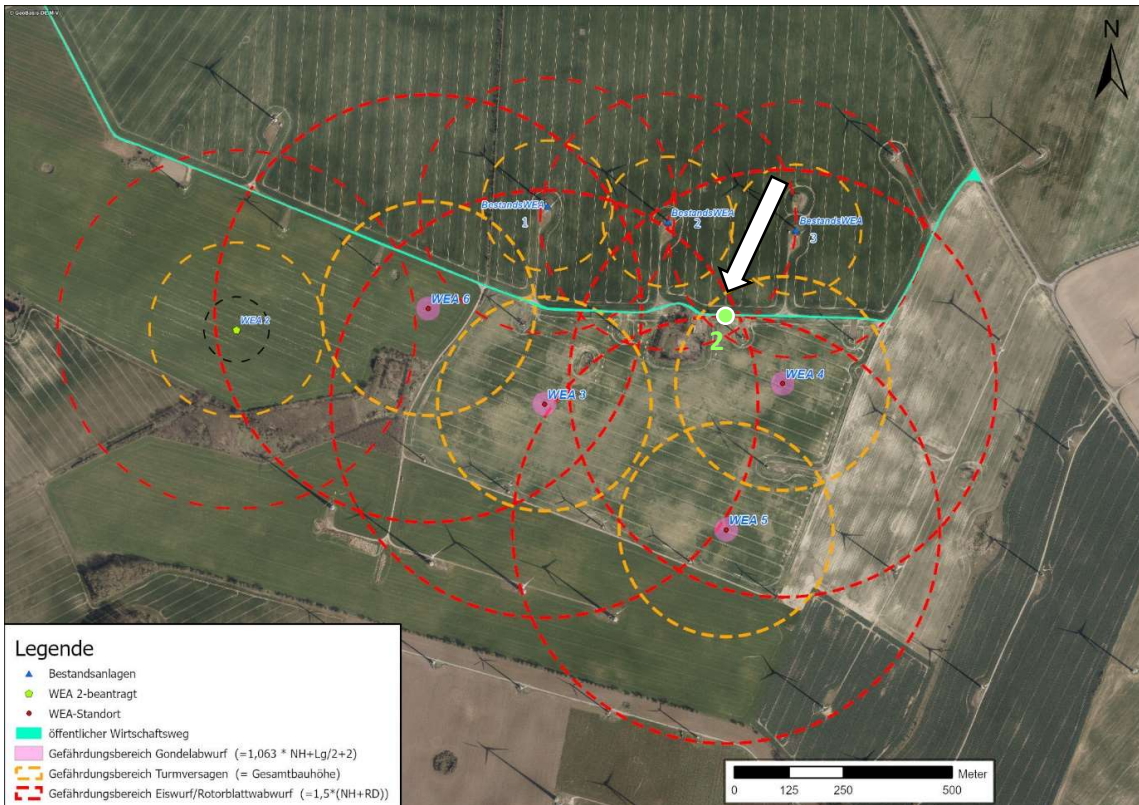 © GeoBasis DE/M-V
N
BestandsWEA
1
BestandsWEA
2
BestandsWEA
3
WEA 6
WEA 2
2
WEA 4
WEA 3
WEA 5
Legende
Bestandsanlagen
WEA 2-beantragt
WEA-Standort
öffentlicher Wirtschaftsweg
Gefährdungsbereich Gondelabwurf (=1,063 * NH+Lg/2+2)
Gefährdungsbereich Turmversagen (= Gesamtbauhöhe)
Gefährdungsbereich Eiswurf/Rotorblattwabwurf (=1,5*(NH+RD))
Meter
0 125 250 500